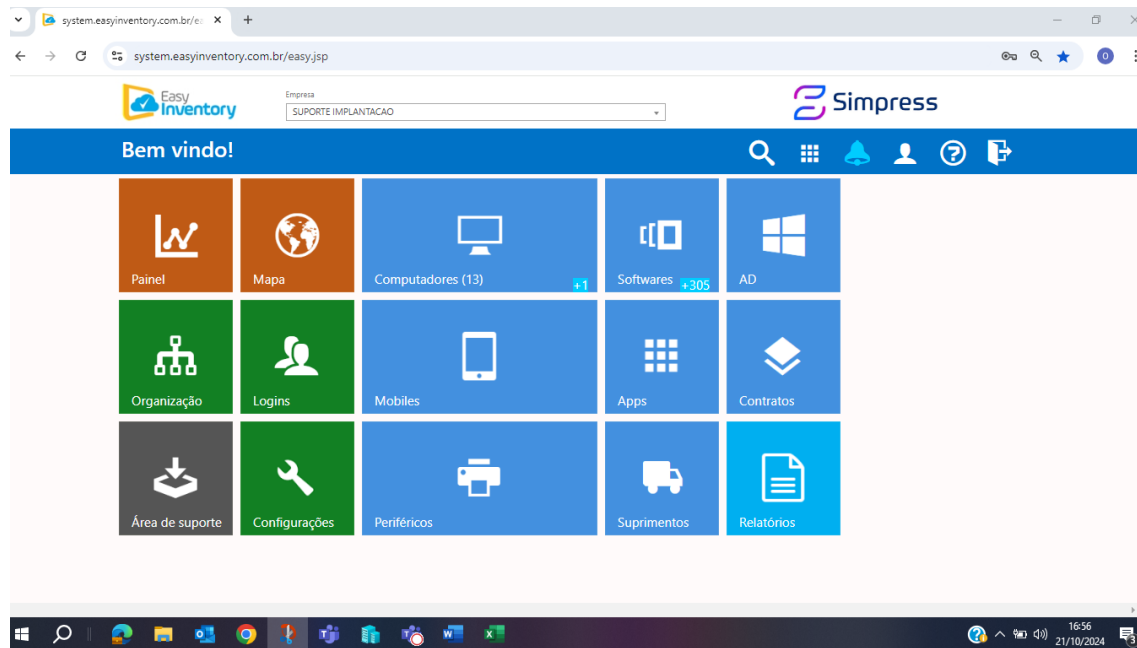 system.easyinventory.com.br/e
system.easyinventory.com.br/easy.jsp
O
Easy
Inventory
Empresa
SUPORTE IMPLANTACAO
Simpress
Bem vindo!
Painel
Mapa
Computadores (13)
+1
Softwares
+305
AD
Organização
Logins
Mobiles
Apps
Contratos
Área de suporte
Configurações
Periféricos
Suprimentos
Relatórios
16:56
21/10/2024
3